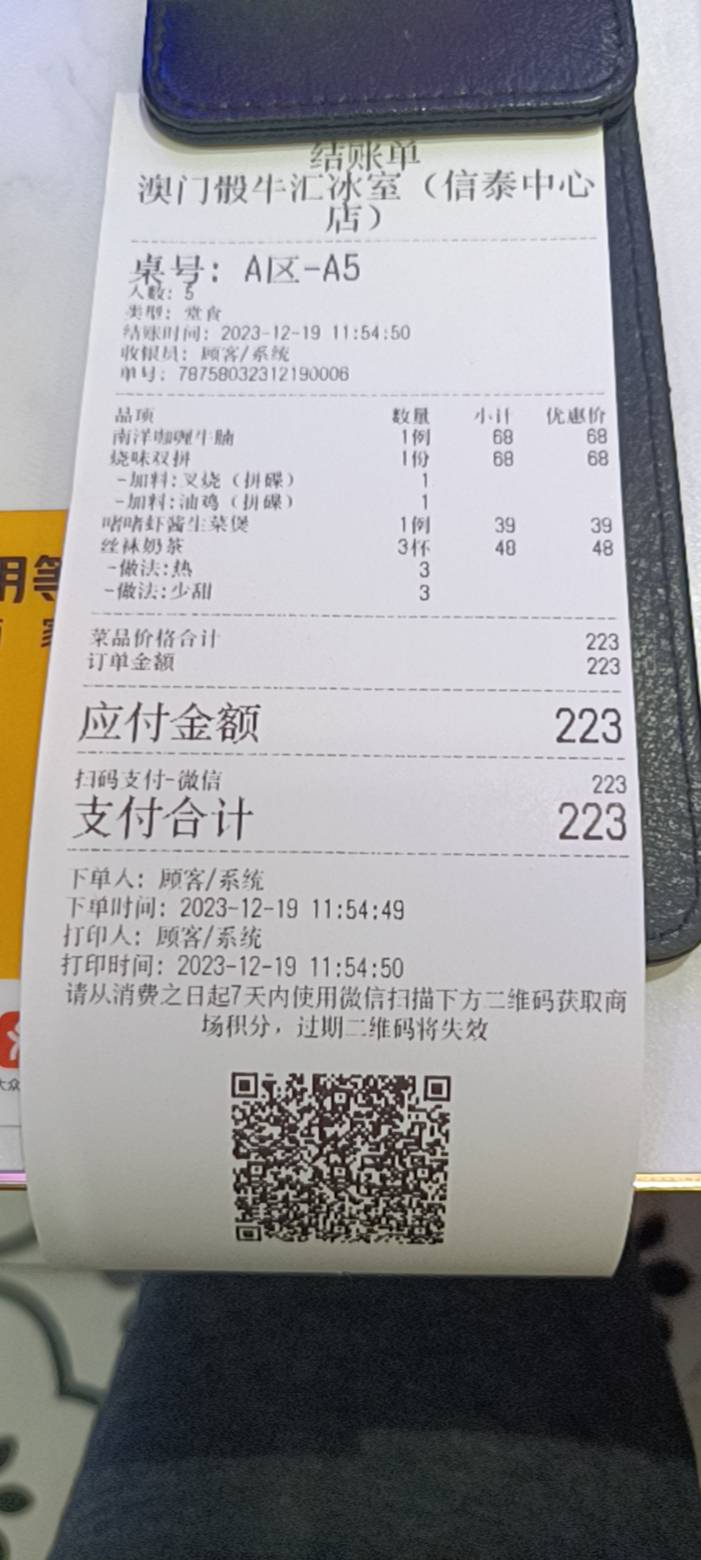 结账单
澳门骰牛汇冰室（信泰中心
店）
桌号: A区-A5
人数: 5
类型: 堂食
结账时间: 2023-12-19 11:54:50
收银员: 顾客/系统
单号: 78758032312190006
品项 数量 小计 优惠价
南洋咖喱牛腩 1例 68 68
烧味双拼 1份 68 68
-加料:叉烧（拼碟） 1
-加料:油鸡（拼碟） 1
啫啫虾酱生菜煲 1例 39 39
丝袜奶茶 3杯 48 48
-做法:热 3
-做法:少甜 3
菜品价格合计 223
订单金额 223
应付金额 223
扫码支付-微信 223
支付合计 223
下单人: 顾客/系统
下单时间: 2023-12-19 11:54:49
打印人: 顾客/系统
打印时间: 2023-12-19 11:54:50
请从消费之日起7天内使用微信扫描下方二维码获取商
场积分，过期二维码将失效
用等
大众